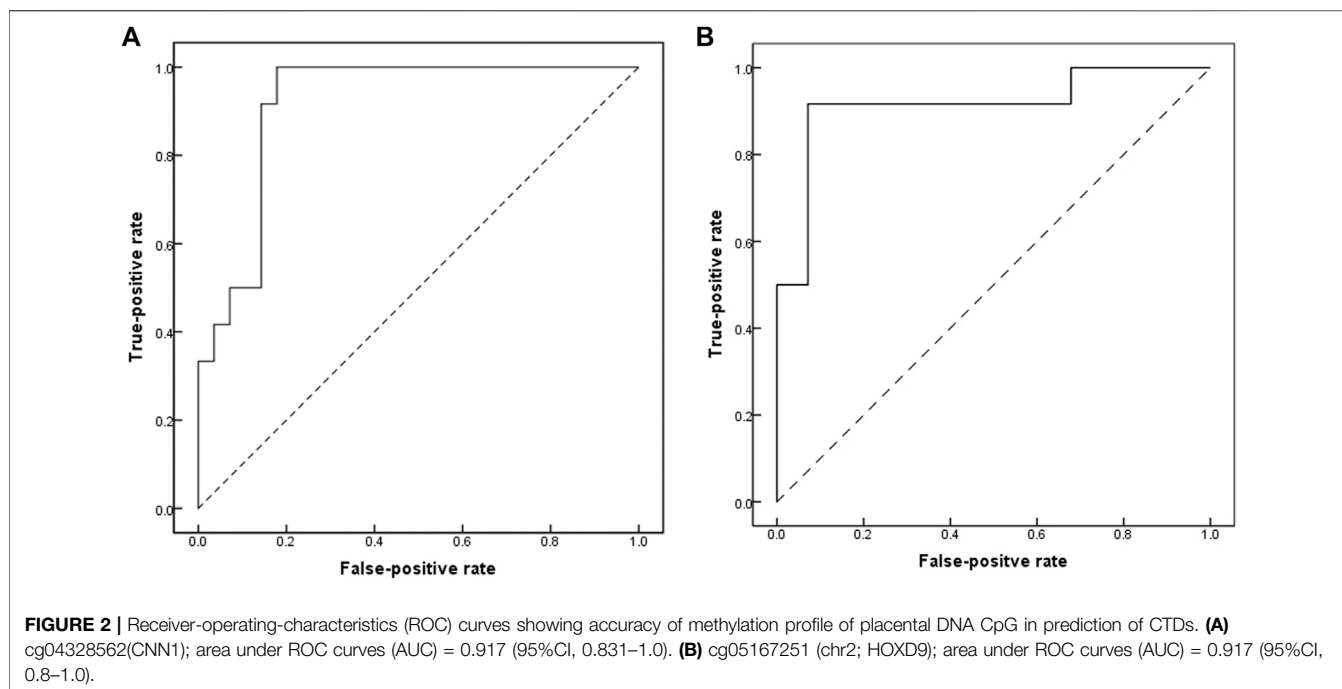 A
B
1.0
0.8
0.6
0.4
0.2
0.0
True-positive rate
0.0 0.2 0.4 0.6 0.8 1.0
False-positive rate
1.0
0.8
0.6
0.4
0.2
0.0
True-positive rate
0.0 0.2 0.4 0.6 0.8 1.0
False-positve rate
FIGURE 2 | Receiver-operating-characteristics (ROC) curves showing accuracy of methylation profile of placental DNA CpG in prediction of CTDs. (A)
cg04328562(CNN1); area under ROC curves (AUC) = 0.917 (95%CI, 0.831–1.0). (B) cg05167251 (chr2; HOXD9); area under ROC curves (AUC) = 0.917 (95%CI,
0.8–1.0).